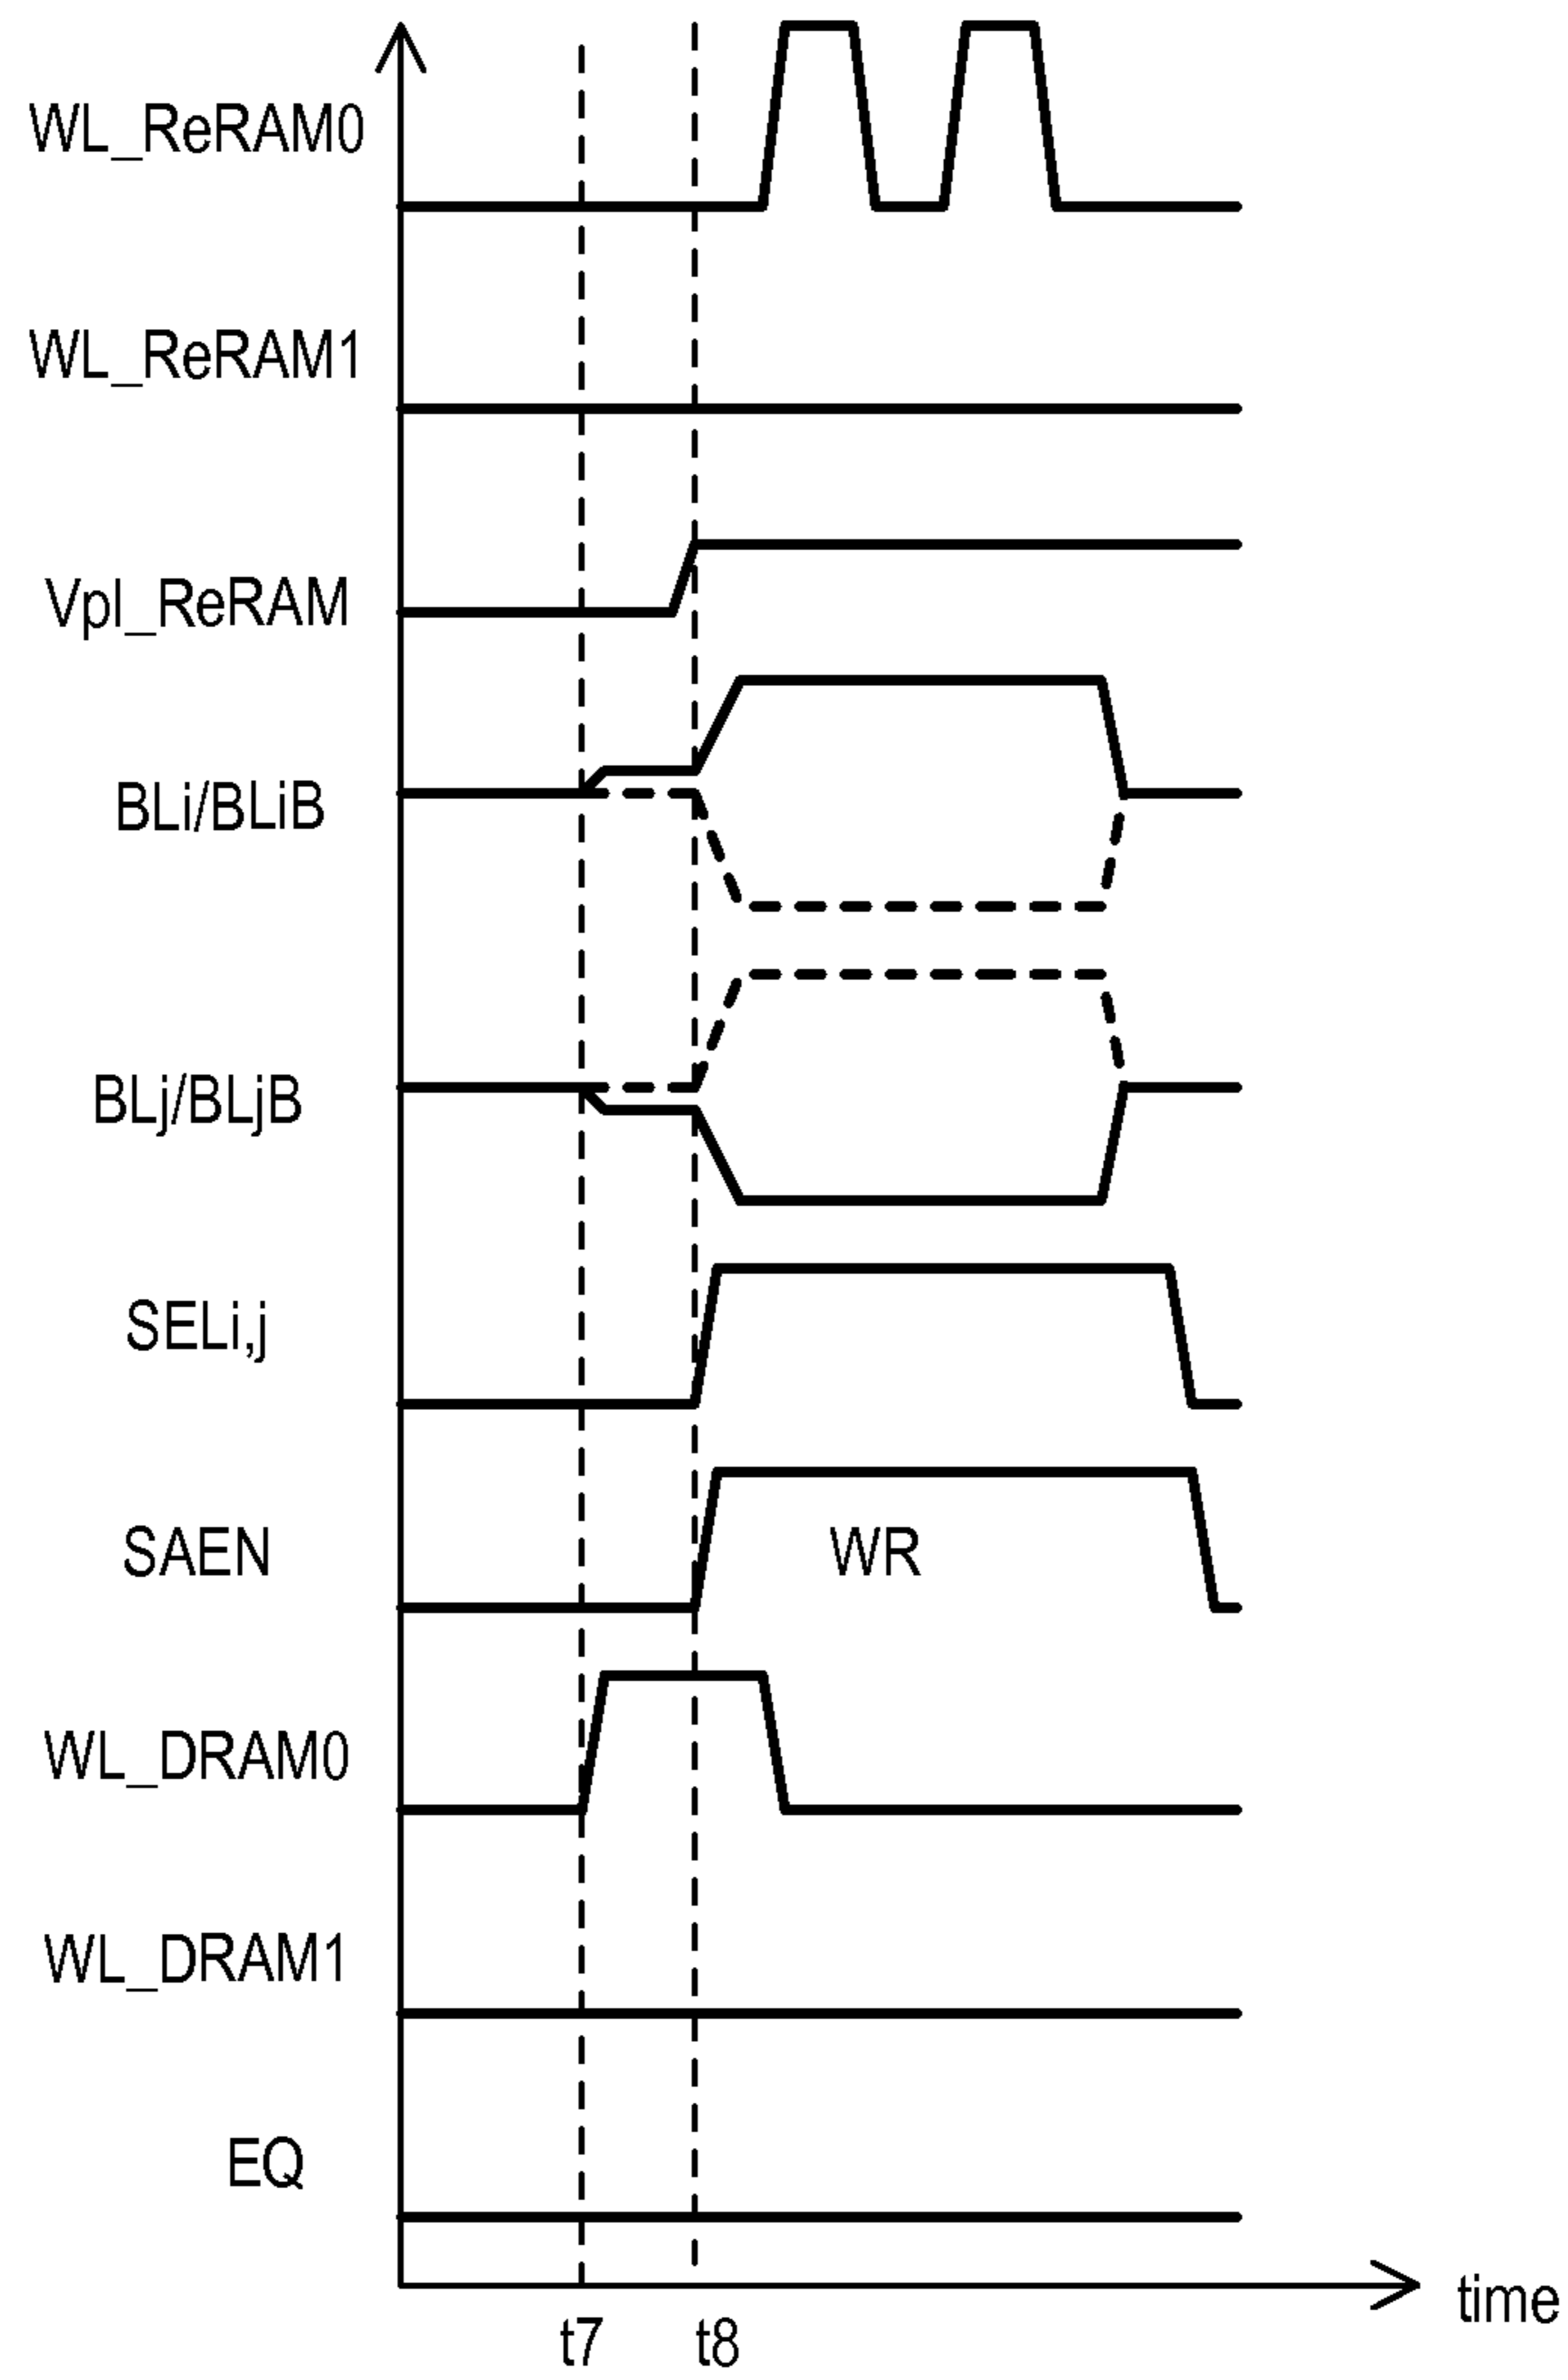 WL_ReRAM0
WL_ReRAM1
Vpl_ReRAM
BLi/BLiB
BLj/BLjB
SELi,j
SAEN
WR
WL_DRAM0
WL_DRAM1
EQ
time
t7
t8